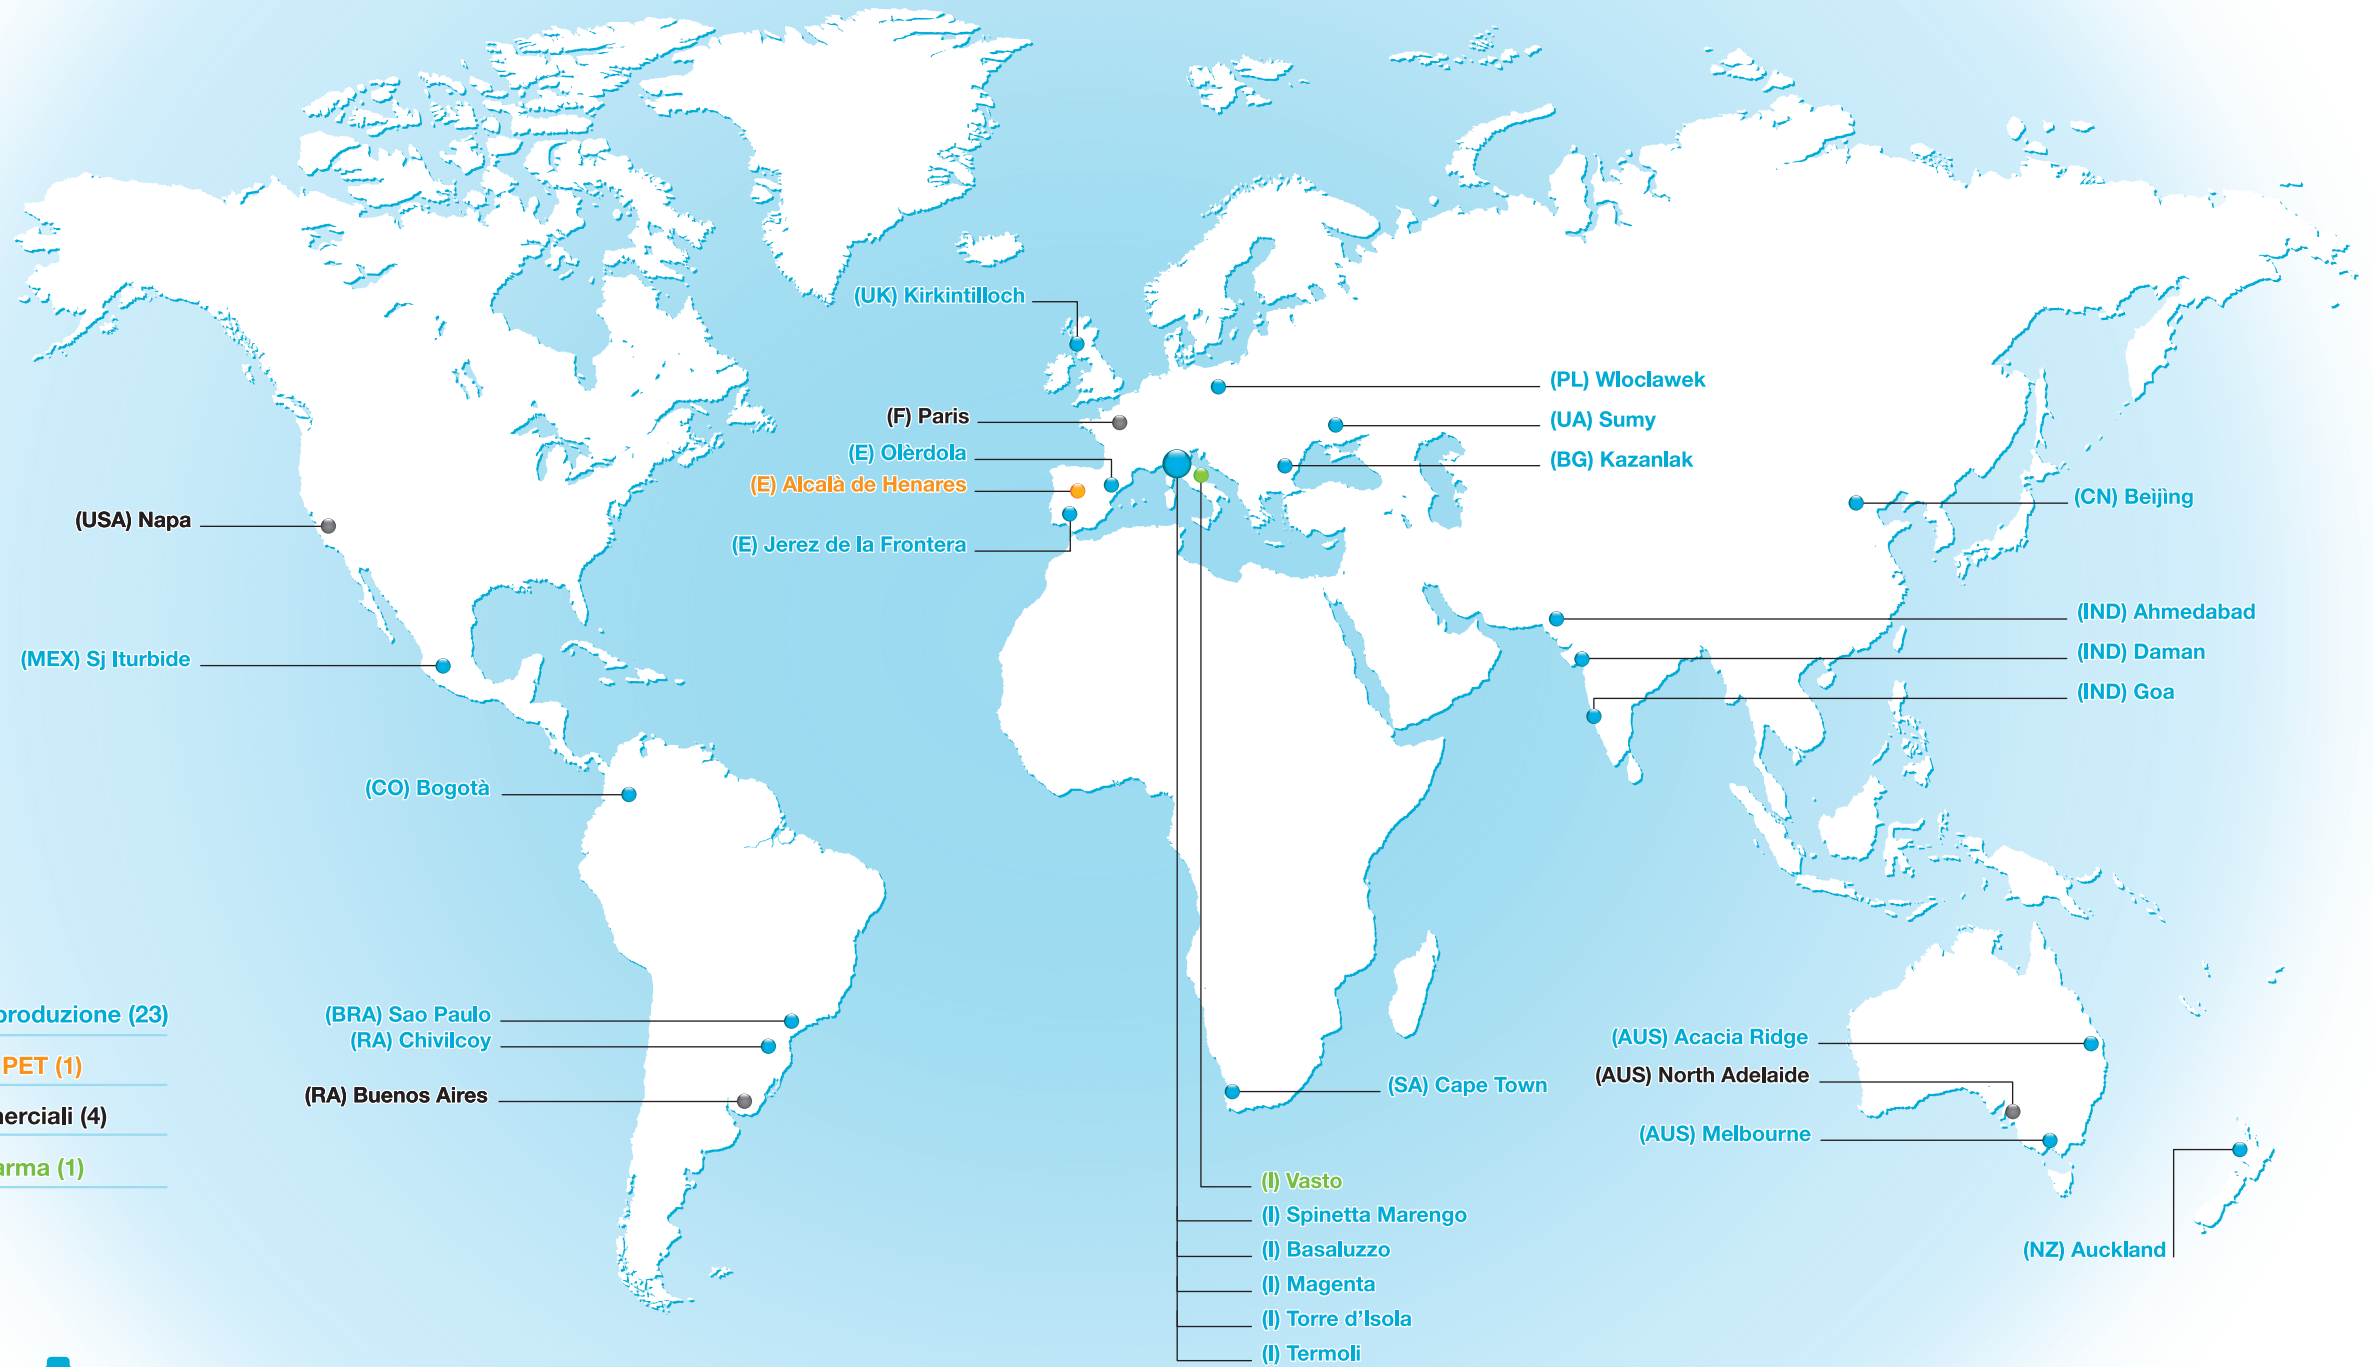 (UK) Kirkintilloch
(PL) Wloclawek
(F) Paris
(UA) Sumy
(E) Olèrdola
(BG) Kazanlak
(E) Alcalà de Henares
(CN) Beijing
(USA) Napa
(E) Jerez de la Frontera
(IND) Ahmedabad
(MEX) Sj Iturbide
(IND) Daman
(IND) Goa
(CO) Bogotà
produzione (23)
(BRA) Sao Paulo
(RA) Chivilcoy
(AUS) Acacia Ridge
PET (1)
(AUS) North Adelaide
(RA) Buenos Aires
(SA) Cape Town
(4)
(AUS) Melbourne
(1)
(I) Vasto
(I) Spinetta Marengo
(I) Basaluzzo
(NZ) Auckland
(I) Magenta
(I) Torre d'Isola
(I) Termoli